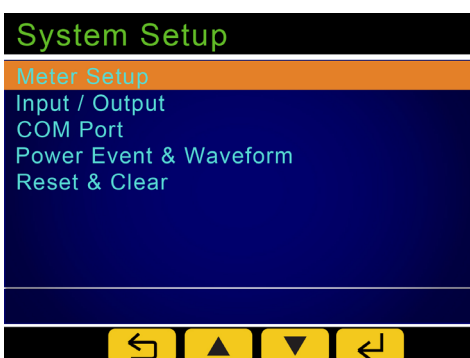 System Setup
Meter Setup
Input / Output
COM Port
Power Event & Waveform
Reset & Clear